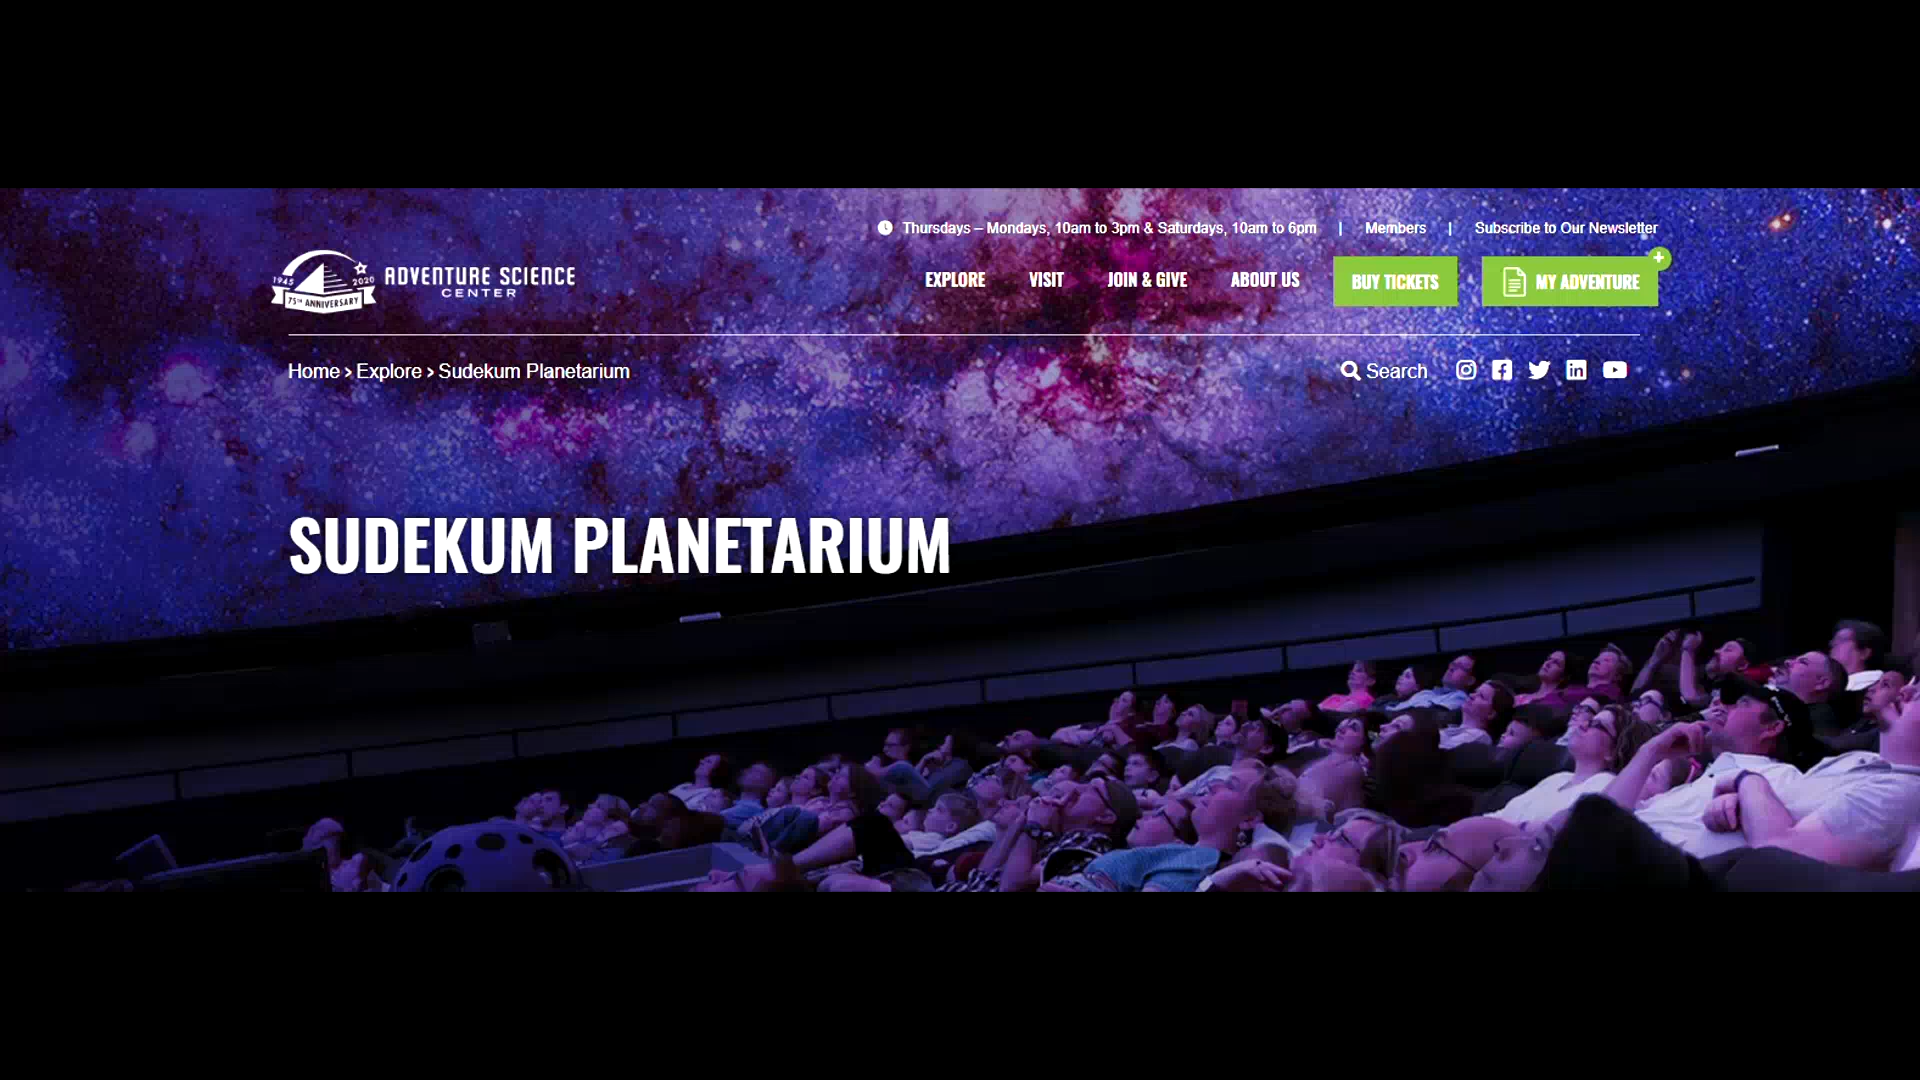 Thursdays – Mondays, 10am to 3pm & Saturdays, 10am to 6pm | Members | Subscribe to Our Newsletter
1945 2020
75TH ANNIVERSARY
ADVENTURE SCIENCE
CENTER
EXPLORE VISIT JOIN & GIVE ABOUT US BUY TICKETS MY ADVENTURE +
Home > Explore > Sudekum Planetarium Search
SUDEKUM PLANETARIUM